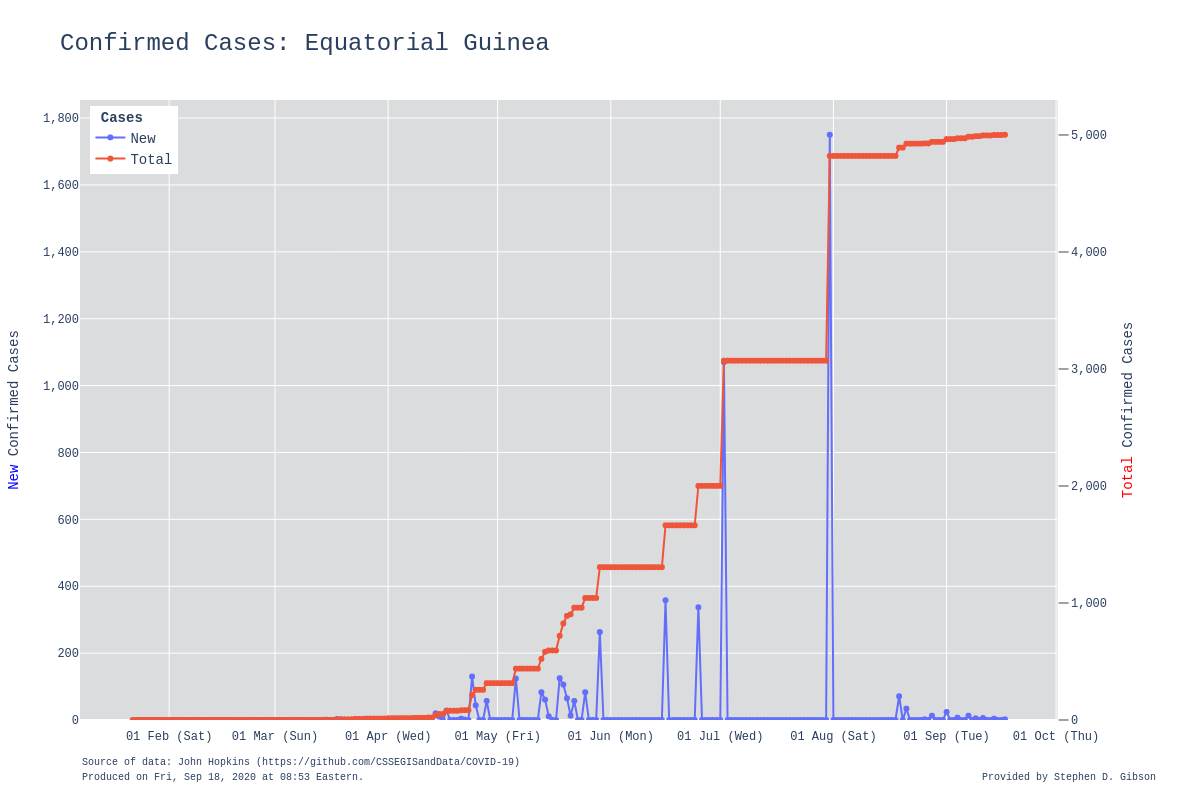 Confirmed Cases: Equatorial Guinea
Cases
New
Total
1,800
1,600
1,400
1,200
1,000
800
600
400
200
0
5,000
4,000
3,000
2,000
1,000
0
New Confirmed Cases
Total Confirmed Cases
01 Feb (Sat) 01 Mar (Sun) 01 Apr (Wed) 01 May (Fri) 01 Jun (Mon) 01 Jul (Wed) 01 Aug (Sat) 01 Sep (Tue) 01 Oct (Thu)
Source of data: John Hopkins (https://github.com/CSSEGISandData/COVID-19)
Produced on Fri, Sep 18, 2020 at 08:53 Eastern.
Provided by Stephen D. Gibson